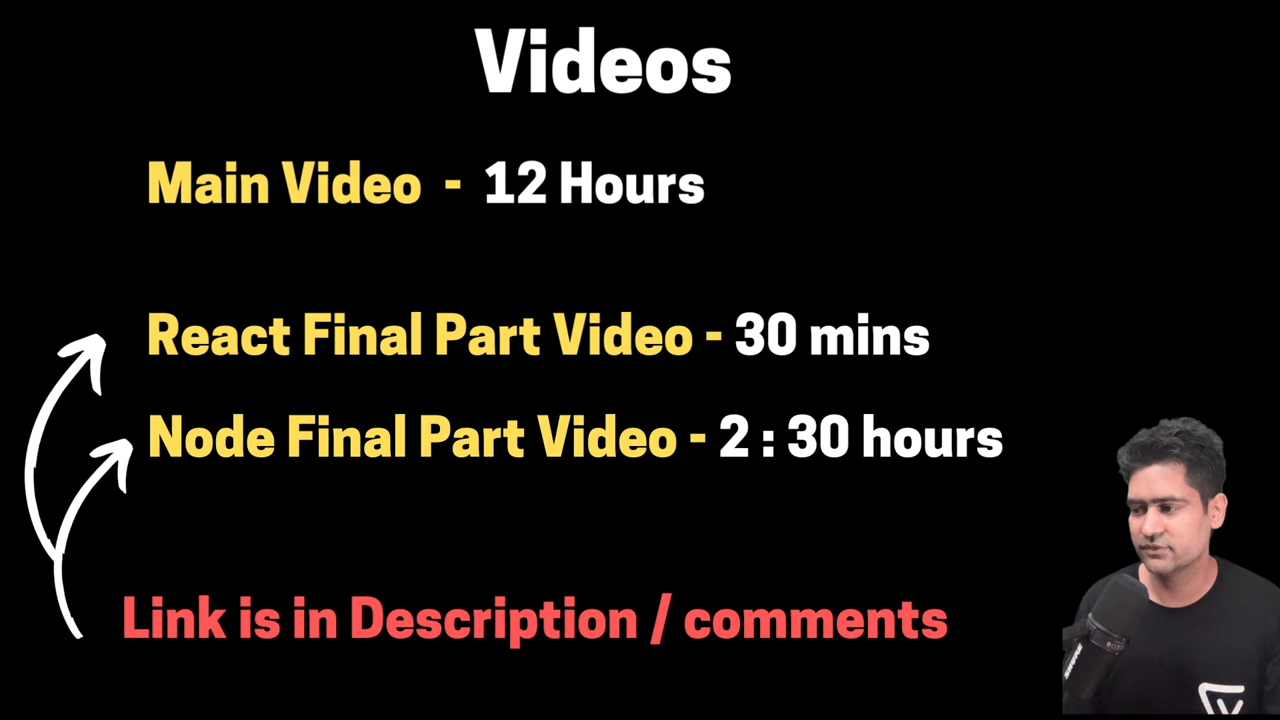 Videos
Main Video - 12 Hours
React Final Part Video - 30 mins
Node Final Part Video - 2 : 30 hours
Link is in Description / comments
SHURE